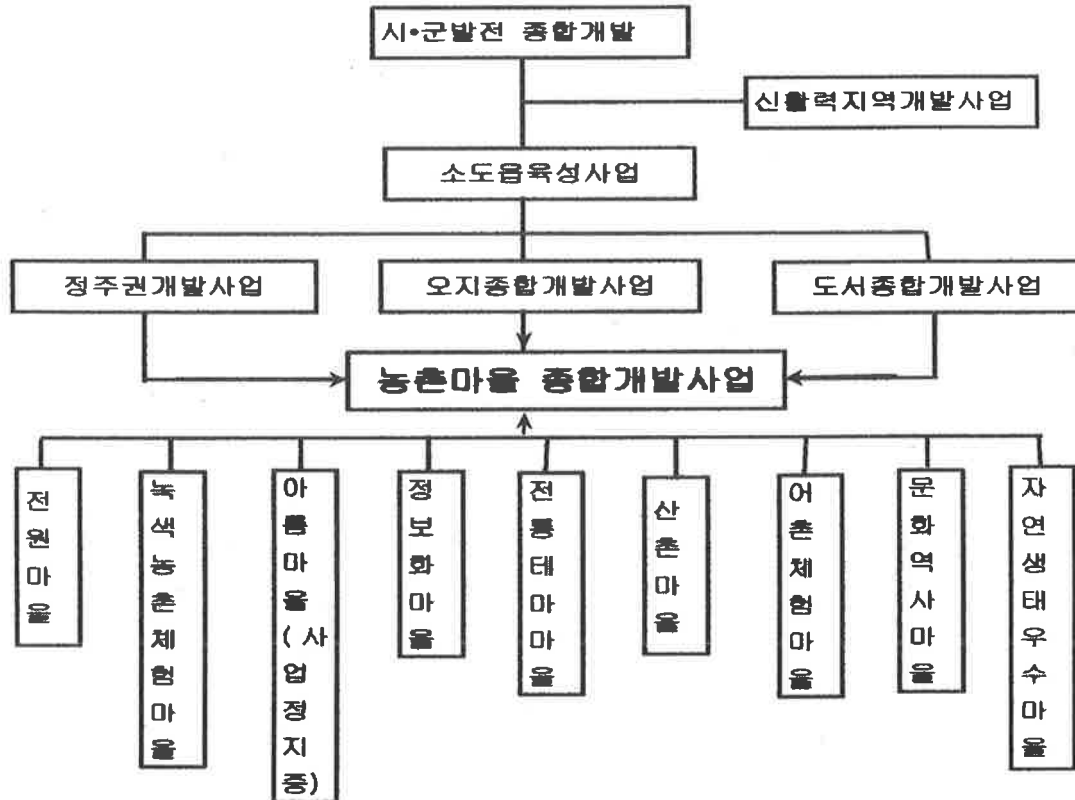 시•군발전 종합개발
신활력지역개발사업
소도읍육성사업
정주권개발사업
오지종합개발사업
도서종합개발사업
농촌마을 종합개발사업
전원마을
녹색농촌체험마을
아름마을(사업정지중)
정보화마을
전통테마마을
산촌마을
어촌체험마을
문화역사마을
자연생태우수마을